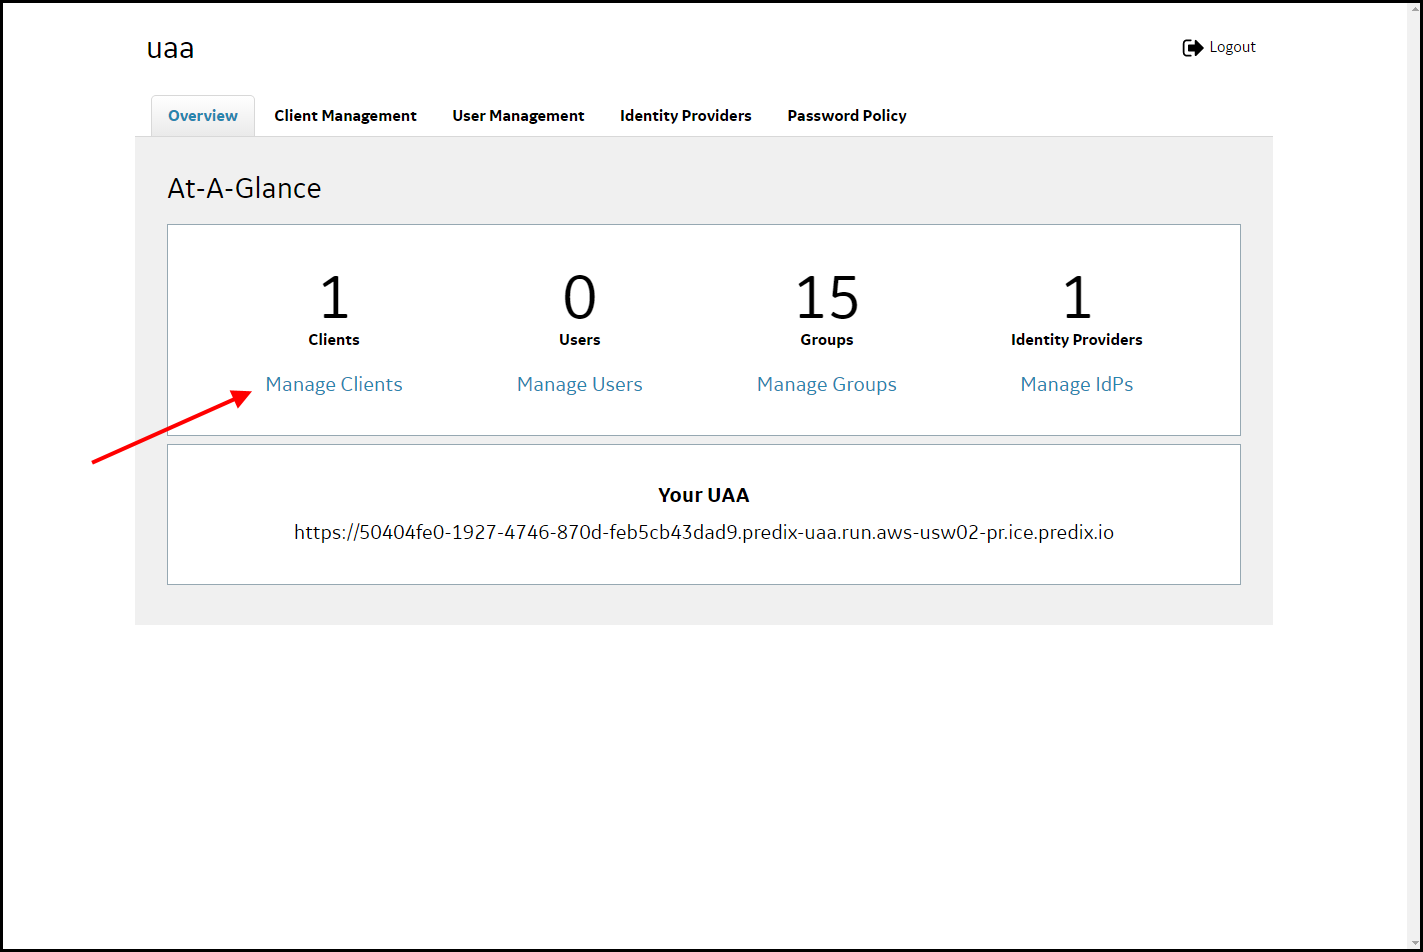 uaa
Logout
Overview Client Management User Management Identity Providers Password Policy
At-A-Glance
1 0 15 1
Clients Users Groups Identity Providers
Manage Clients Manage Users Manage Groups Manage IdPs
Your UAA
https://50404fe0-1927-4746-870d-feb5cb43dad9.predix-uaa.run.aws-usw02-pr.ice.predix.io